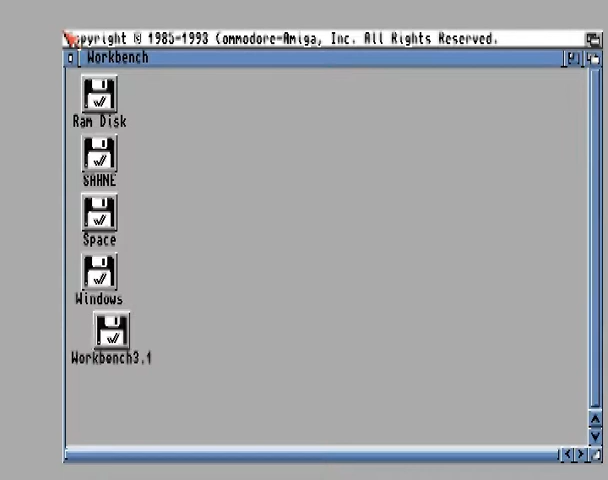 opyright © 1985-1993 Commodore-Amiga, Inc. All Rights Reserved.
Workbench
Ram Disk
SAHNE
Space
Windows
Workbench3.1